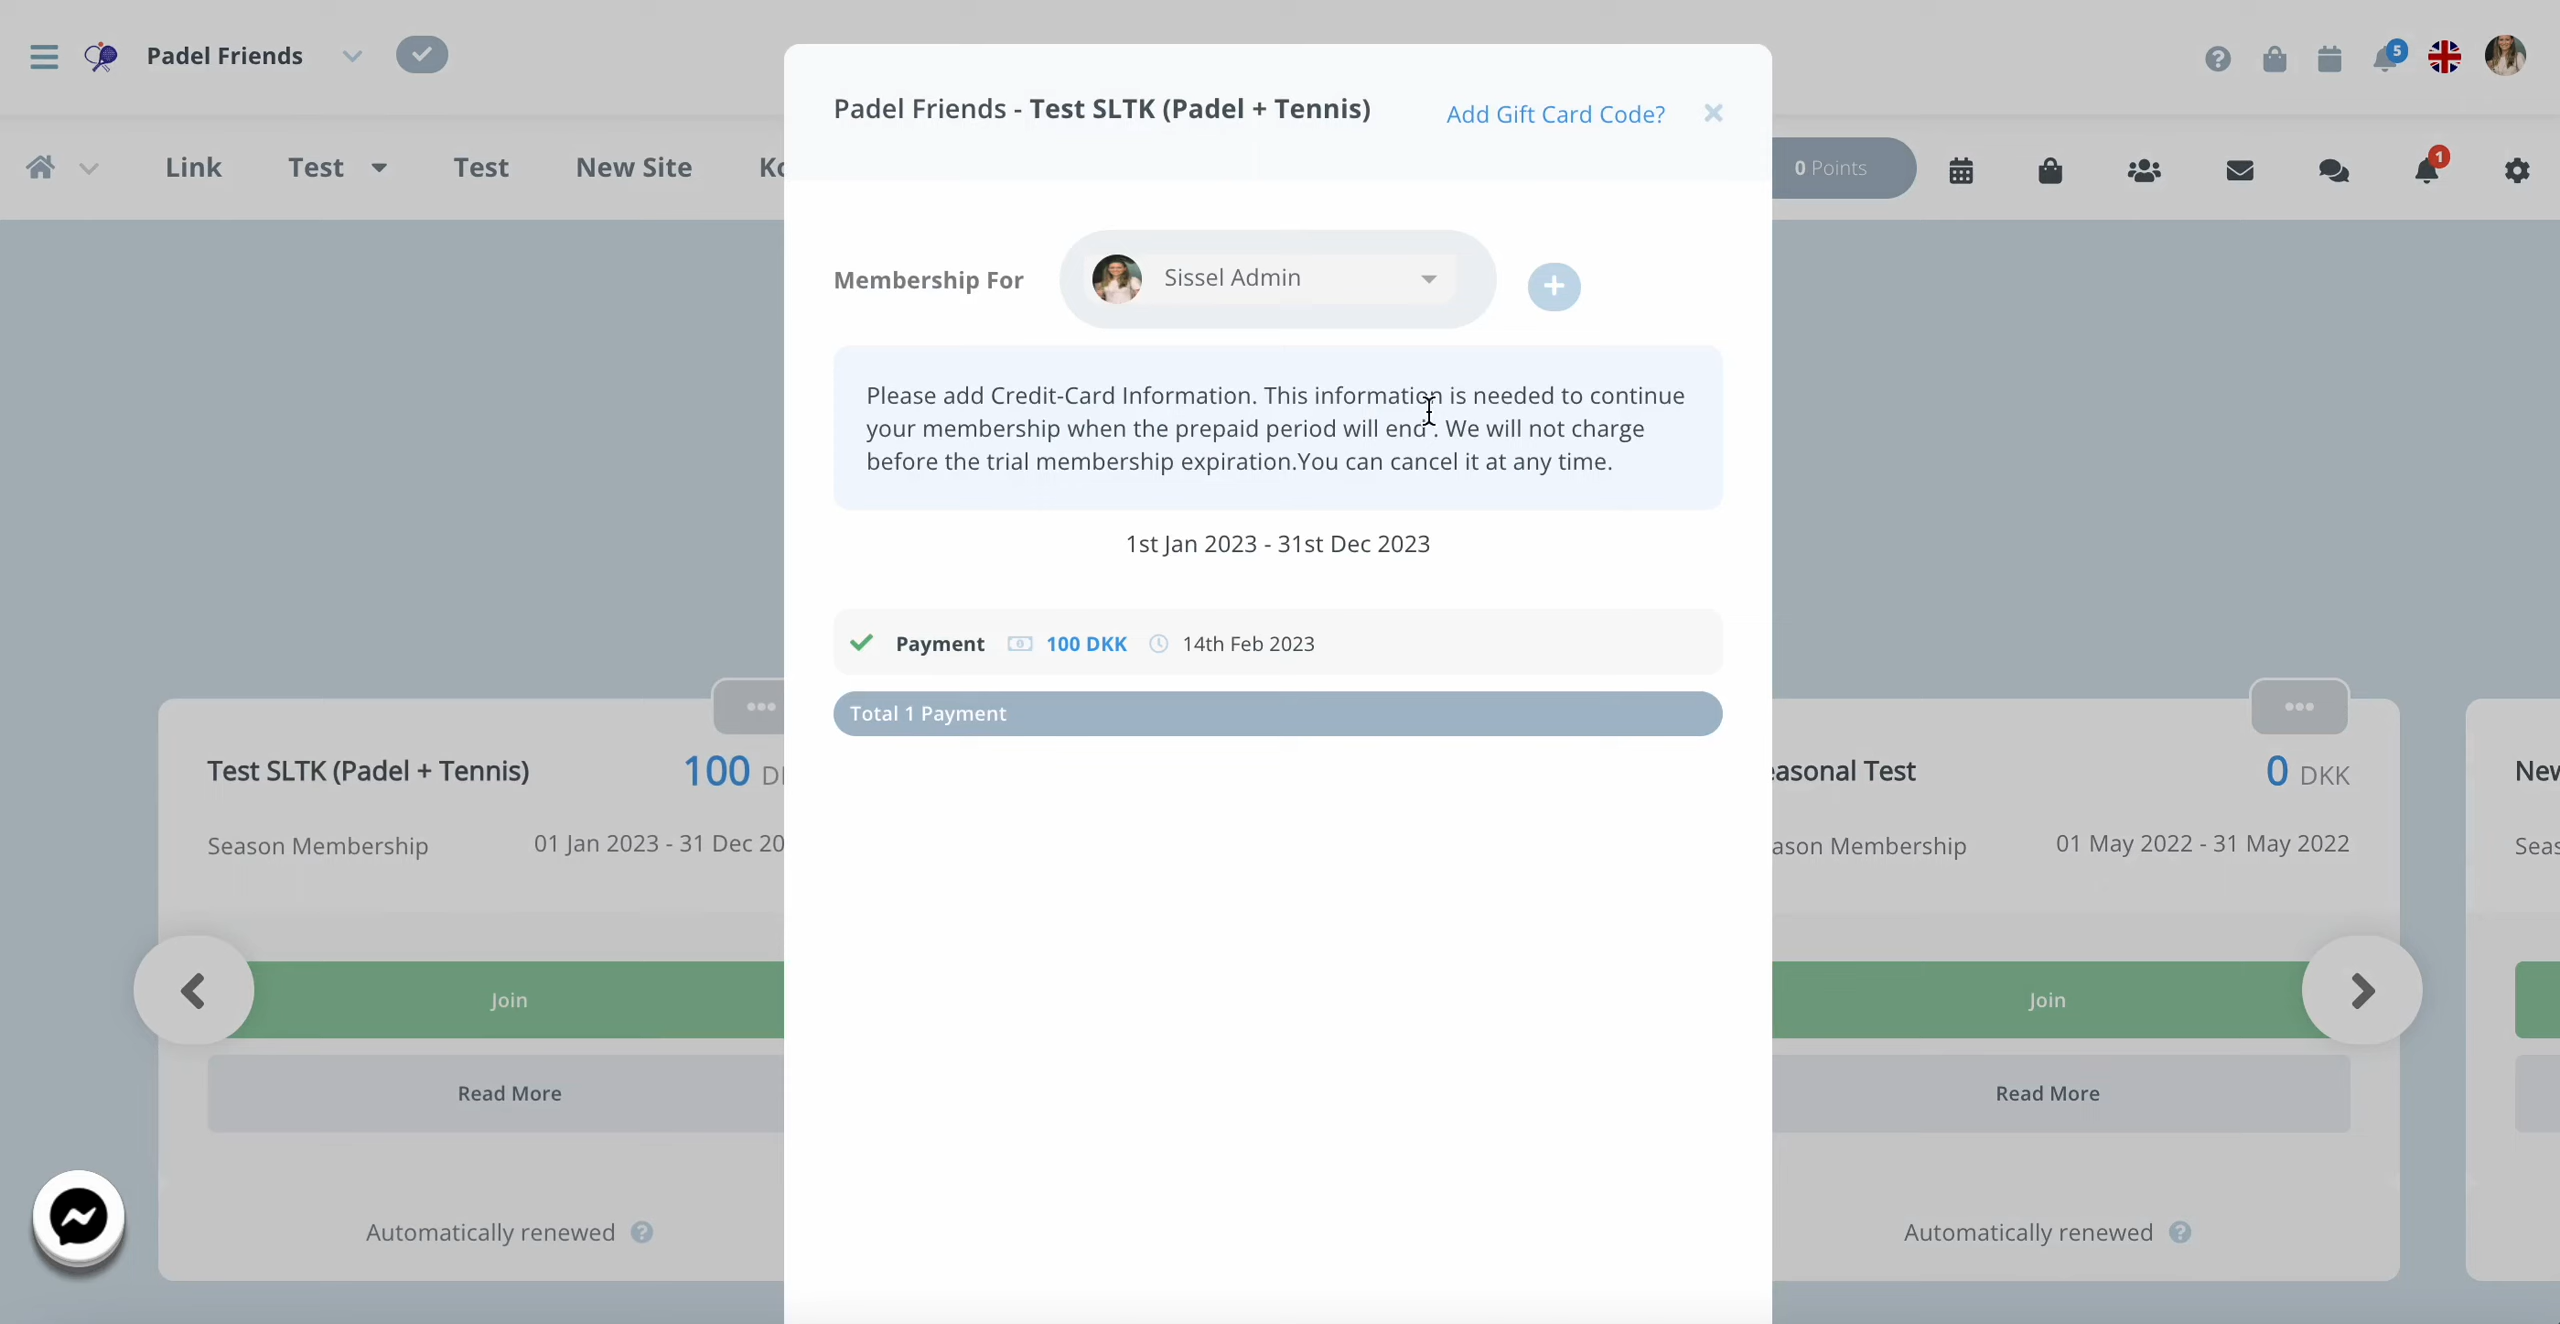 Padel Friends
5
Link
Test
Test
New Site
0 Points
1
Padel Friends - Test SLTK (Padel + Tennis)
Add Gift Card Code?
Membership For
Sissel Admin
Please add Credit-Card Information. This information is needed to continue
your membership when the prepaid period will end . We will not charge
before the trial membership expiration.You can cancel it at any time.
1st Jan 2023 - 31st Dec 2023
Payment 100 DKK 14th Feb 2023
Total 1 Payment
Test SLTK (Padel + Tennis)
100
Season Membership
01 Jan 2023 - 31 Dec 20
Join
Read More
Automatically renewed
easonal Test
0 DKK
ason Membership
01 May 2022 - 31 May 2022
Join
Read More
Automatically renewed
New
Seas